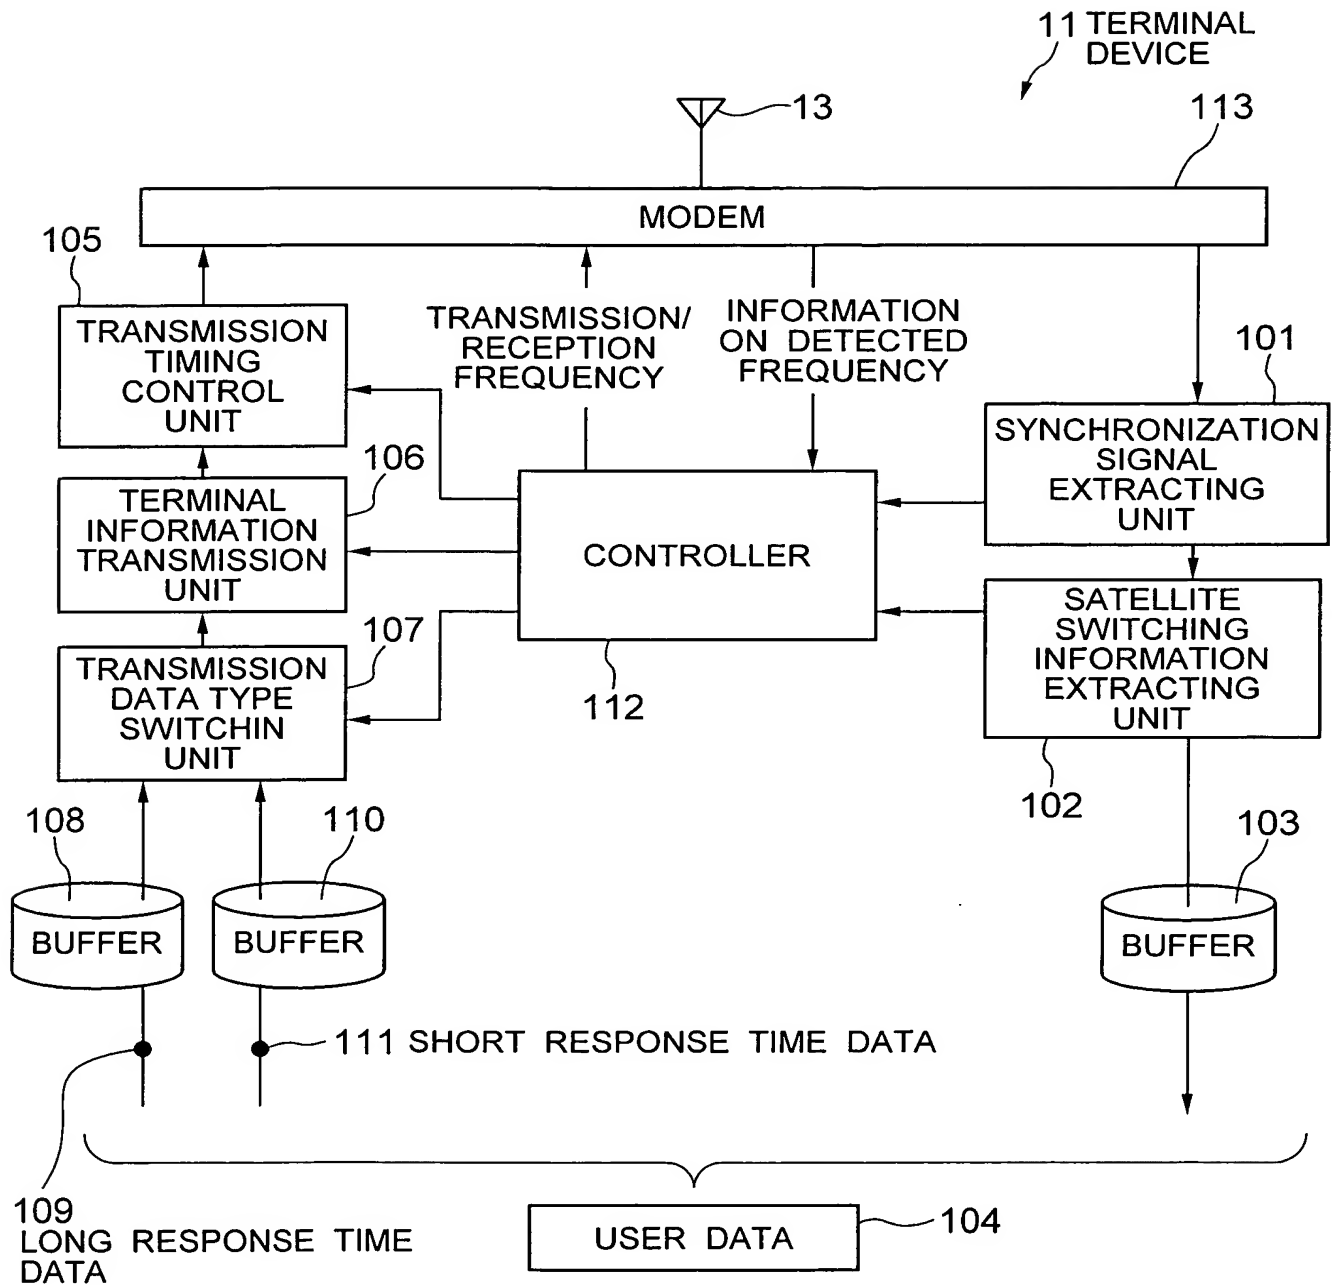 11 TERMINAL
DEVICE
13
113
MODEM
105
TRANSMISSION
TIMING
CONTROL
UNIT
TRANSMISSION/
RECEPTION
FREQUENCY
INFORMATION
ON DETECTED
FREQUENCY
101
SYNCHRONIZATION
SIGNAL
EXTRACTING
UNIT
106
TERMINAL
INFORMATION
TRANSMISSION
UNIT
CONTROLLER
112
SATELLITE
SWITCHING
INFORMATION
EXTRACTING
UNIT
102
107
TRANSMISSION
DATA TYPE
SWITCHIN
UNIT
108
BUFFER
110
BUFFER
103
BUFFER
111 SHORT RESPONSE TIME DATA
109
LONG RESPONSE TIME
DATA
USER DATA
104